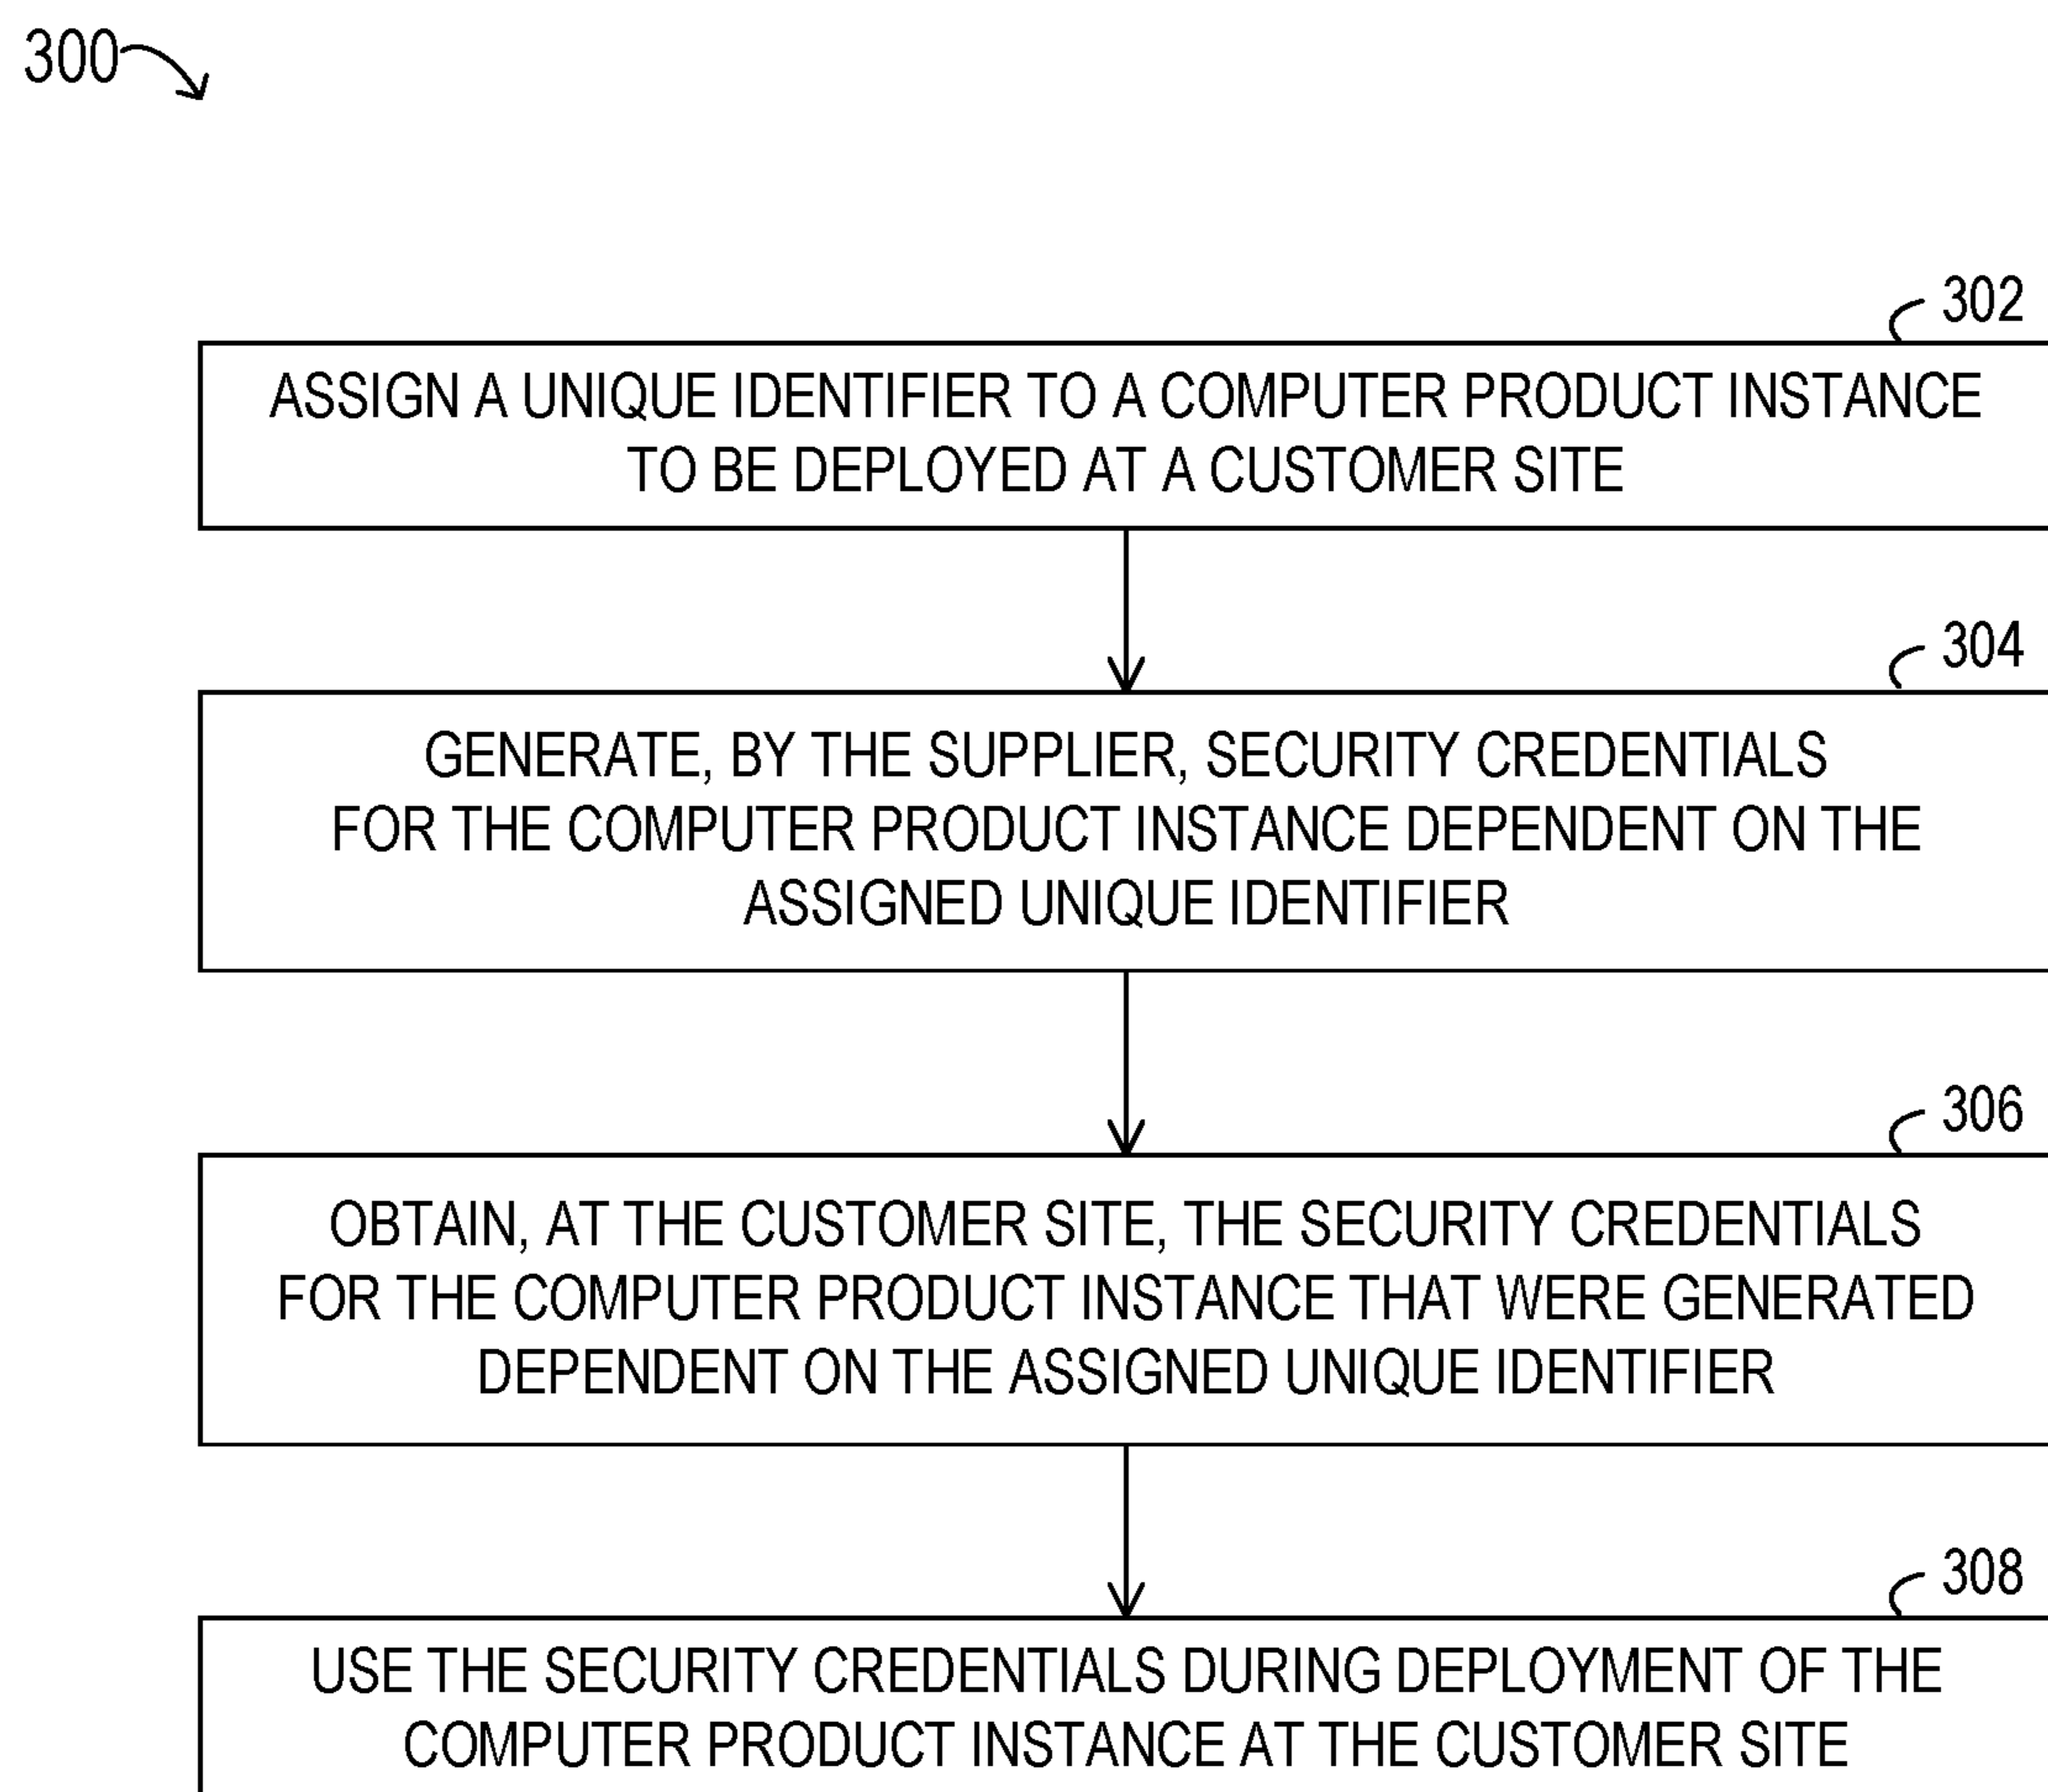 300
302
ASSIGN A UNIQUE IDENTIFIER TO A COMPUTER PRODUCT INSTANCE
TO BE DEPLOYED AT A CUSTOMER SITE
304
GENERATE, BY THE SUPPLIER, SECURITY CREDENTIALS
FOR THE COMPUTER PRODUCT INSTANCE DEPENDENT ON THE
ASSIGNED UNIQUE IDENTIFIER
306
OBTAIN, AT THE CUSTOMER SITE, THE SECURITY CREDENTIALS
FOR THE COMPUTER PRODUCT INSTANCE THAT WERE GENERATED
DEPENDENT ON THE ASSIGNED UNIQUE IDENTIFIER
308
USE THE SECURITY CREDENTIALS DURING DEPLOYMENT OF THE
COMPUTER PRODUCT INSTANCE AT THE CUSTOMER SITE